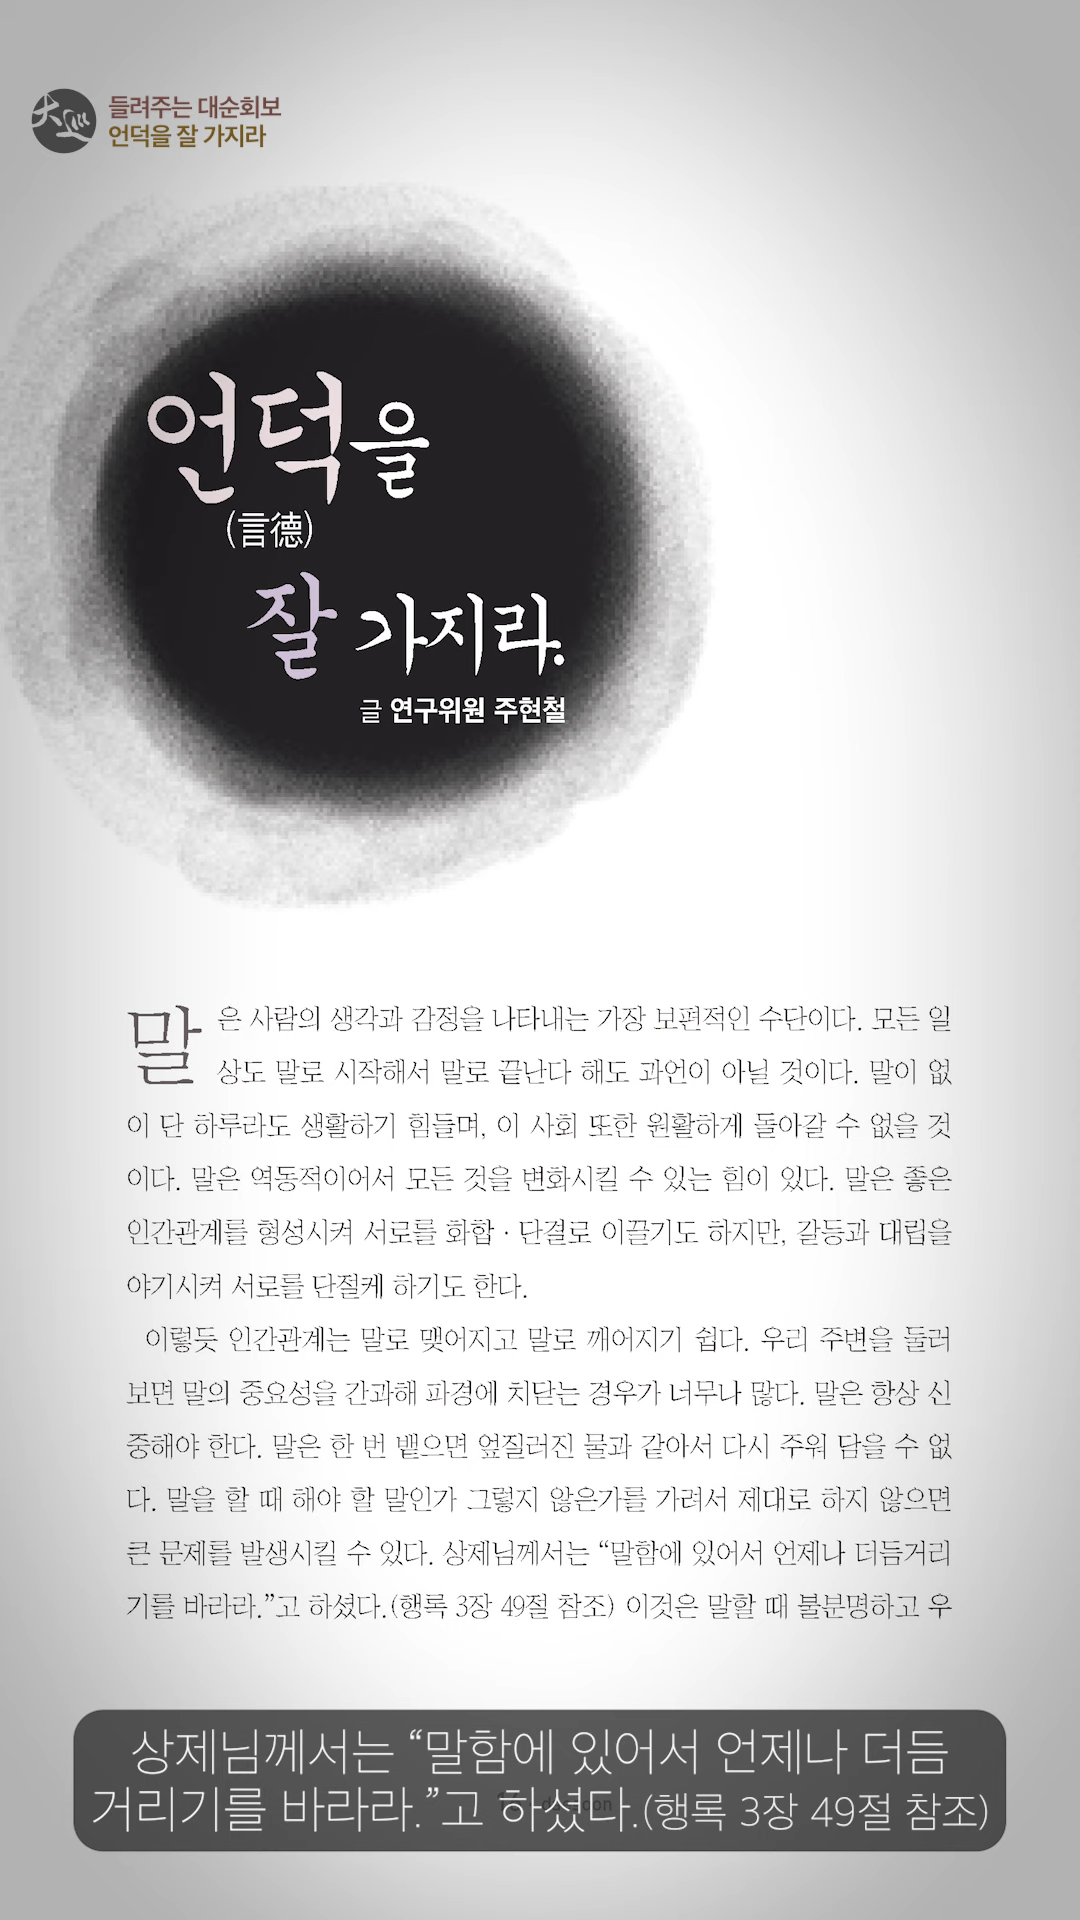 들려주는 대순회보
언덕을 잘 가지라
언덕을
(言德)
잘 가지라.
글 연구위원 주현철
말은 사람의 생각과 감정을 나타내는 가장 보편적인 수단이다. 모든 일
상도 말로 시작해서 말로 끝난다 해도 과언이 아닐 것이다. 말이 없
이 단 하루라도 생활하기 힘들며, 이 사회 또한 원활하게 돌아갈 수 없을 것
이다. 말은 역동적이어서 모든 것을 변화시킬 수 있는 힘이 있다. 말은 좋은
인간관계를 형성시켜 서로를 화합 · 단결로 이끌기도 하지만, 갈등과 대립을
야기시켜 서로를 단절케 하기도 한다.
이렇듯 인간관계는 말로 맺어지고 말로 깨어지기 쉽다. 우리 주변을 둘러
보면 말의 중요성을 간과해 파경에 치닫는 경우가 너무나 많다. 말은 항상 신
중해야 한다. 말은 한 번 뱉으면 엎질러진 물과 같아서 다시 주워 담을 수 없
다. 말을 할 때 해야 할 말인가 그렇지 않은가를 가려서 제대로 하지 않으면
큰 문제를 발생시킬 수 있다. 상제님께서는 “말함에 있어서 언제나 더듬거리
기를 바라라.”고 하셨다.(행록 3장 49절 참조) 이것은 말할 때 불분명하고 우
상제님께서는 “말함에 있어서 언제나 더듬
거리기를 바라라.”고 하셨다.(행록 3장 49절 참조)